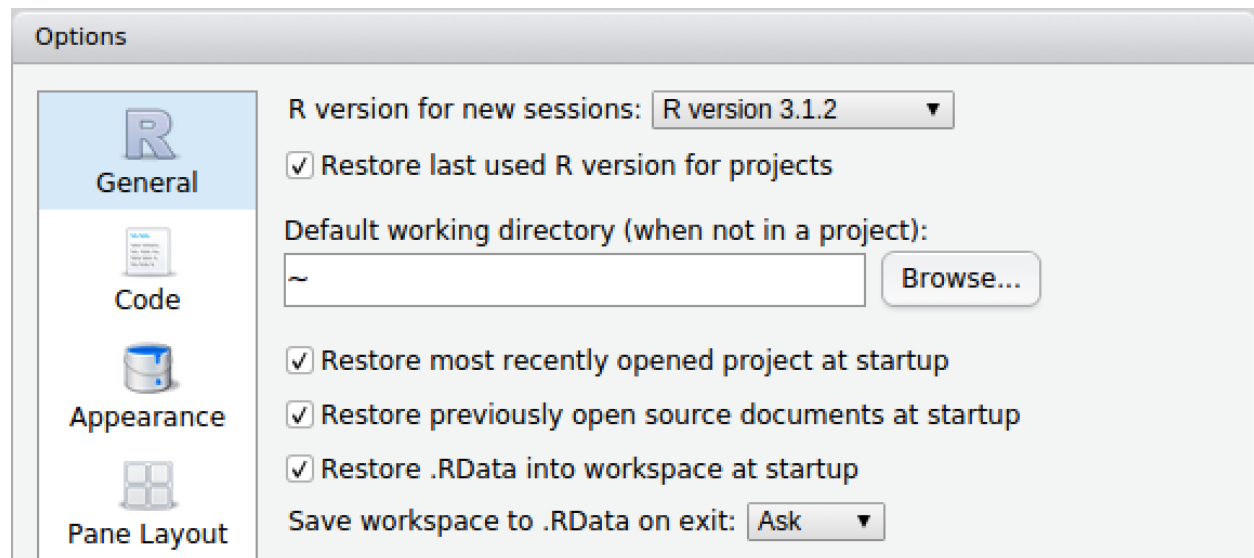 Options
General
Code
Appearance
Pane Layout
R version for new sessions: R version 3.1.2
Restore last used R version for projects
Default working directory (when not in a project):
~
Browse...
Restore most recently opened project at startup
Restore previously open source documents at startup
Restore .RData into workspace at startup
Save workspace to .RData on exit: Ask